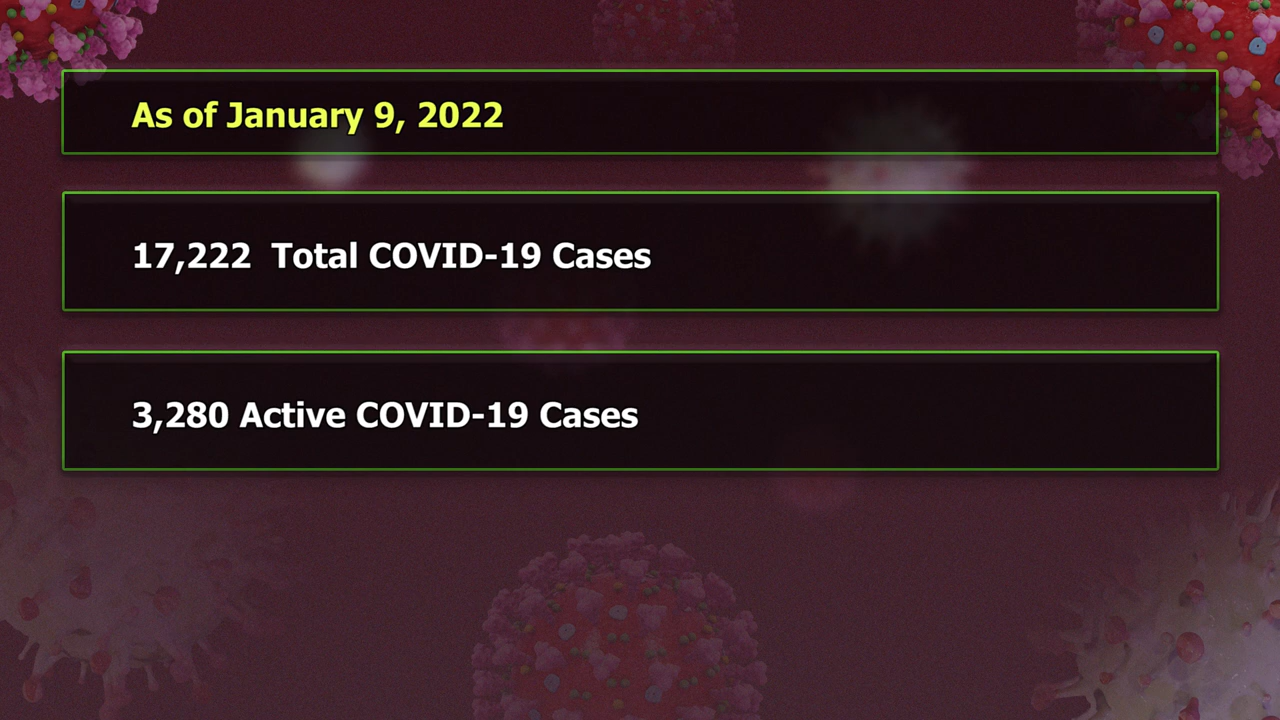 As of January 9, 2022
17,222  Total COVID-19 Cases
3,280 Active COVID-19 Cases